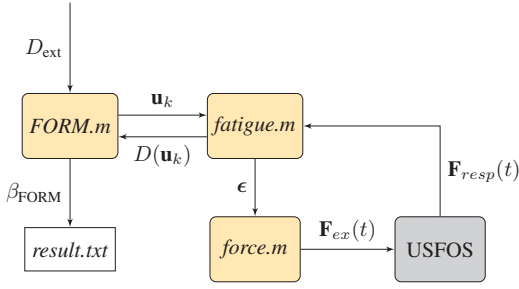 D_ext
u_k
FORM.m
fatigue.m
D(u_k)
F_resp(t)
β_FORM
ϵ
F_ex(t)
result.txt
force.m
USFOS